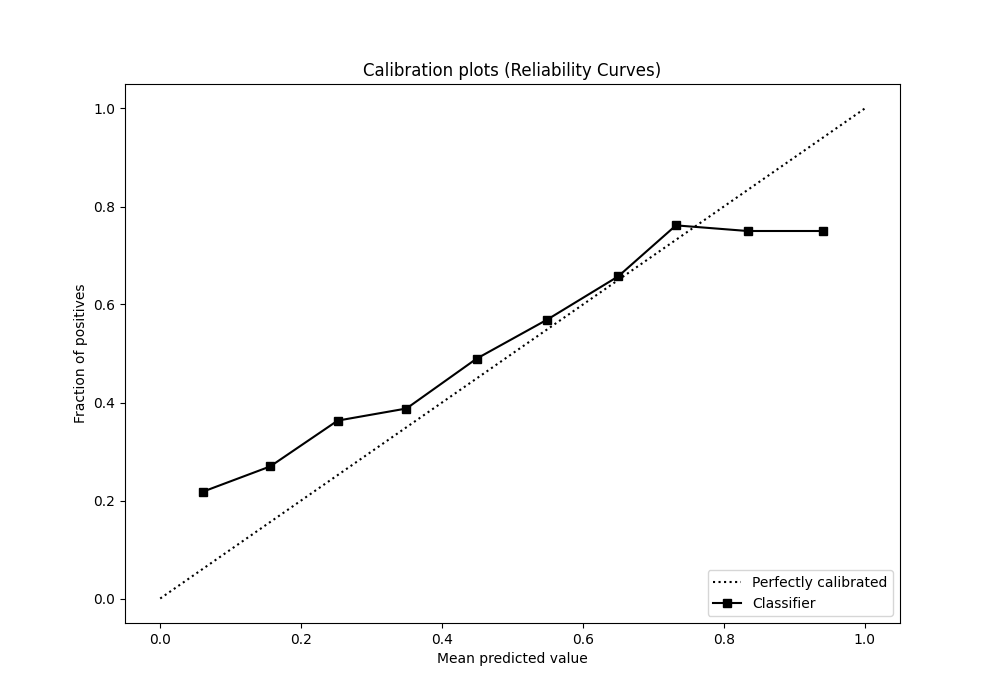 Calibration plots (Reliability Curves)
1.0
0.8
0.6
0.4
0.2
0.0
Fraction of positives
0.0 0.2 0.4 0.6 0.8 1.0
Mean predicted value
Perfectly calibrated
Classifier